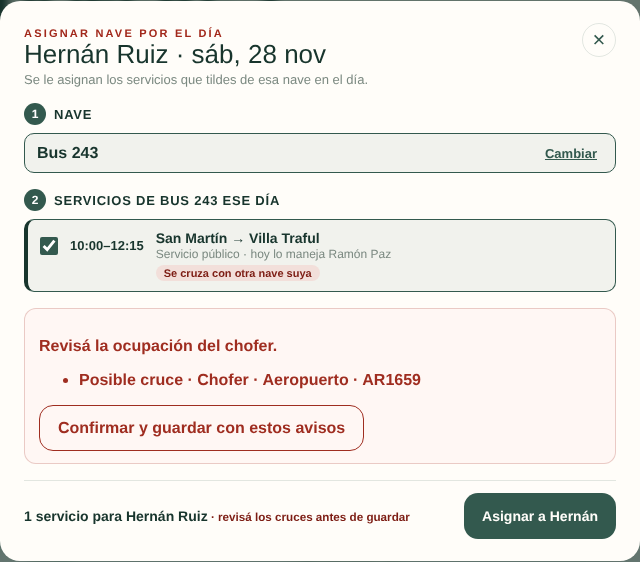 ASIGNAR NAVE POR EL DÍA
Hernán Ruiz · sáb, 28 nov
Se le asignan los servicios que tildes de esa nave en el día.
✕
1 NAVE
Bus 243
Cambiar
2 SERVICIOS DE BUS 243 ESE DÍA
10:00–12:15
San Martín → Villa Traful
Servicio público · hoy lo maneja Ramón Paz
Se cruza con otra nave suya
Revisá la ocupación del chofer.
• Posible cruce · Chofer · Aeropuerto · AR1659
Confirmar y guardar con estos avisos
1 servicio para Hernán Ruiz · revisá los cruces antes de guardar
Asignar a Hernán